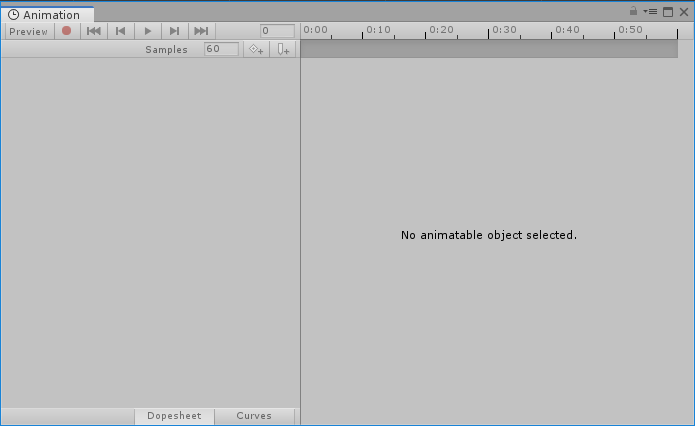 Animation
Preview 0 0:00 0:10 0:20 0:30 0:40 0:50
Samples 60
No animatable object selected.
Dopesheet Curves